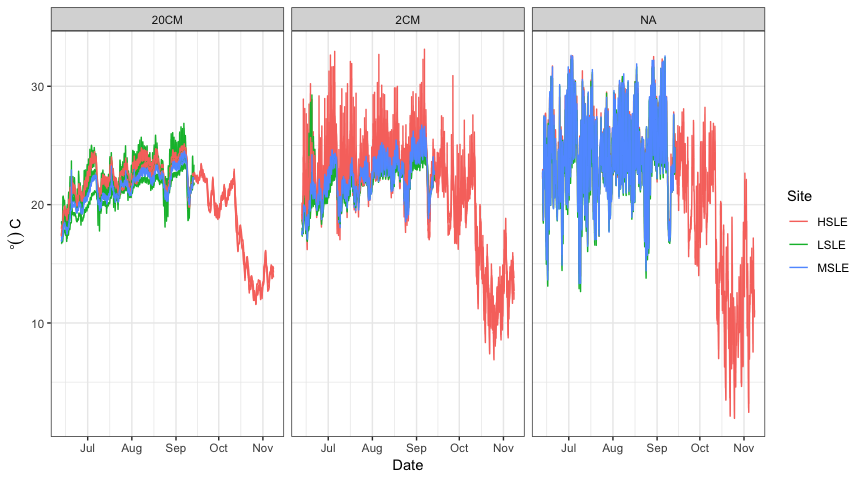 20CM 2CM NA
30
20
10
°( ) C
Jul Aug Sep Oct Nov Jul Aug Sep Oct Nov Jul Aug Sep Oct Nov
Date
Site
HSLE
LSLE
MSLE